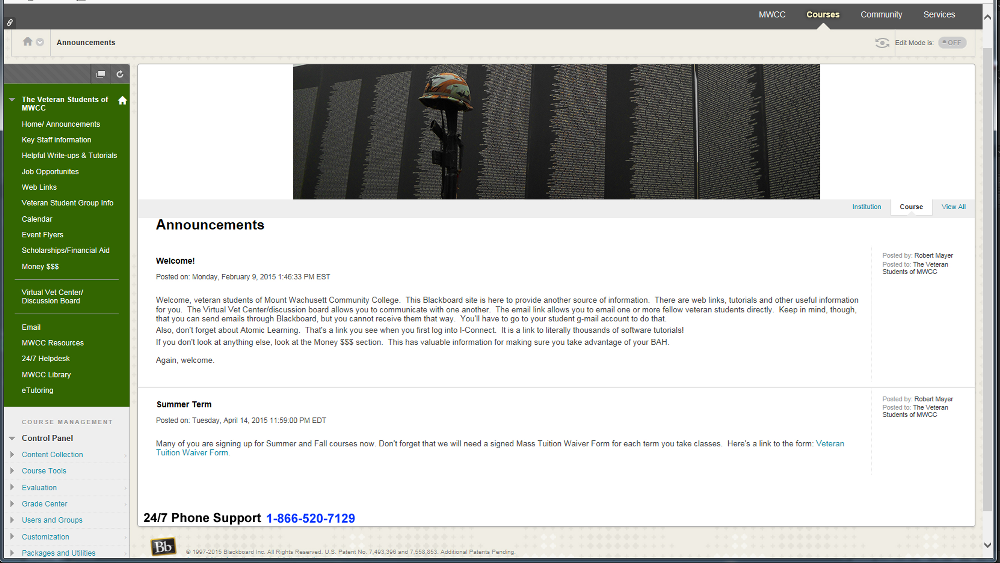 MWCC Courses Community Services
Announcements
Edit Mode is: OFF
The Veteran Students of
MWCC
Home/ Announcements
Key Staff information
Helpful Write-ups & Tutorials
Job Opportunites
Web Links
Veteran Student Group Info
Calendar
Event Flyers
Scholarships/Financial Aid
Money $$$
Virtual Vet Center/
Discussion Board
Email
MWCC Resources
24/7 Helpdesk
MWCC Library
eTutoring
COURSE MANAGEMENT
Control Panel
Content Collection
Course Tools
Evaluation
Grade Center
Users and Groups
Customization
Packages and Utilities
Institution Course View All
Announcements
Welcome!
Posted on: Monday, February 9, 2015 1:46:33 PM EST
Welcome, veteran students of Mount Wachusett Community College. This Blackboard site is here to provide another source of information. There are web links, tutorials and other useful information
for you. The Virtual Vet Center/discussion board allows you to communicate with one another. The email link allows you to email one or more fellow veteran students directly. Keep in mind, though,
that you can send emails through Blackboard, but you cannot receive them that way. You'll have to go to your student g-mail account to do that.
Also, don't forget about Atomic Learning. That's a link you see when you first log into I-Connect. It is a link to literally thousands of software tutorials!
If you don't look at anything else, look at the Money $$$ section. This has valuable information for making sure you take advantage of your BAH.
Again, welcome.
Posted by: Robert Mayer
Posted to: The Veteran
Students of MWCC
Summer Term
Posted on: Tuesday, April 14, 2015 11:59:00 PM EDT
Many of you are signing up for Summer and Fall courses now. Don't forget that we will need a signed Mass Tuition Waiver Form for each term you take classes. Here's a link to the form: Veteran
Tuition Waiver Form.
Posted by: Robert Mayer
Posted to: The Veteran
Students of MWCC
24/7 Phone Support 1-866-520-7129
Bb
© 1997-2015 Blackboard Inc. All Rights Reserved. U.S. Patent No. 7,493,396 and 7,558,853. Additional Patents Pending.